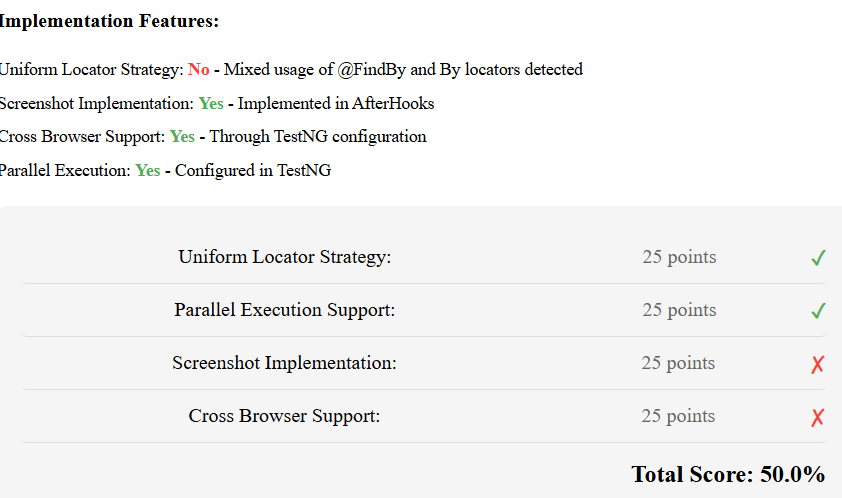 Implementation Features:
Uniform Locator Strategy: No - Mixed usage of @FindBy and By locators detected
Screenshot Implementation: Yes - Implemented in AfterHooks
Cross Browser Support: Yes - Through TestNG configuration
Parallel Execution: Yes - Configured in TestNG
Uniform Locator Strategy: 25 points ✓
Parallel Execution Support: 25 points ✓
Screenshot Implementation: 25 points ✗
Cross Browser Support: 25 points ✗
Total Score: 50.0%